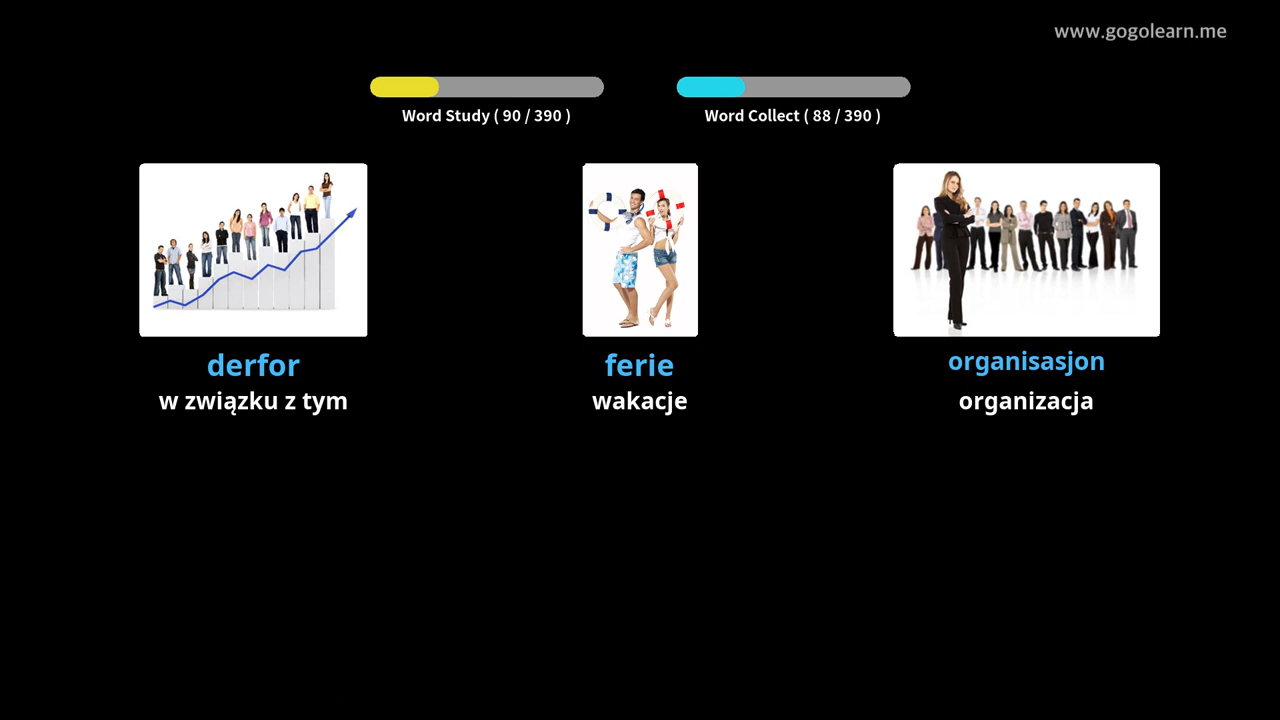 www.gogolearn.me
Word Study ( 90 / 390 )
Word Collect ( 88 / 390 )
derfor
w związku z tym
ferie
wakacje
organisasjon
organizacja